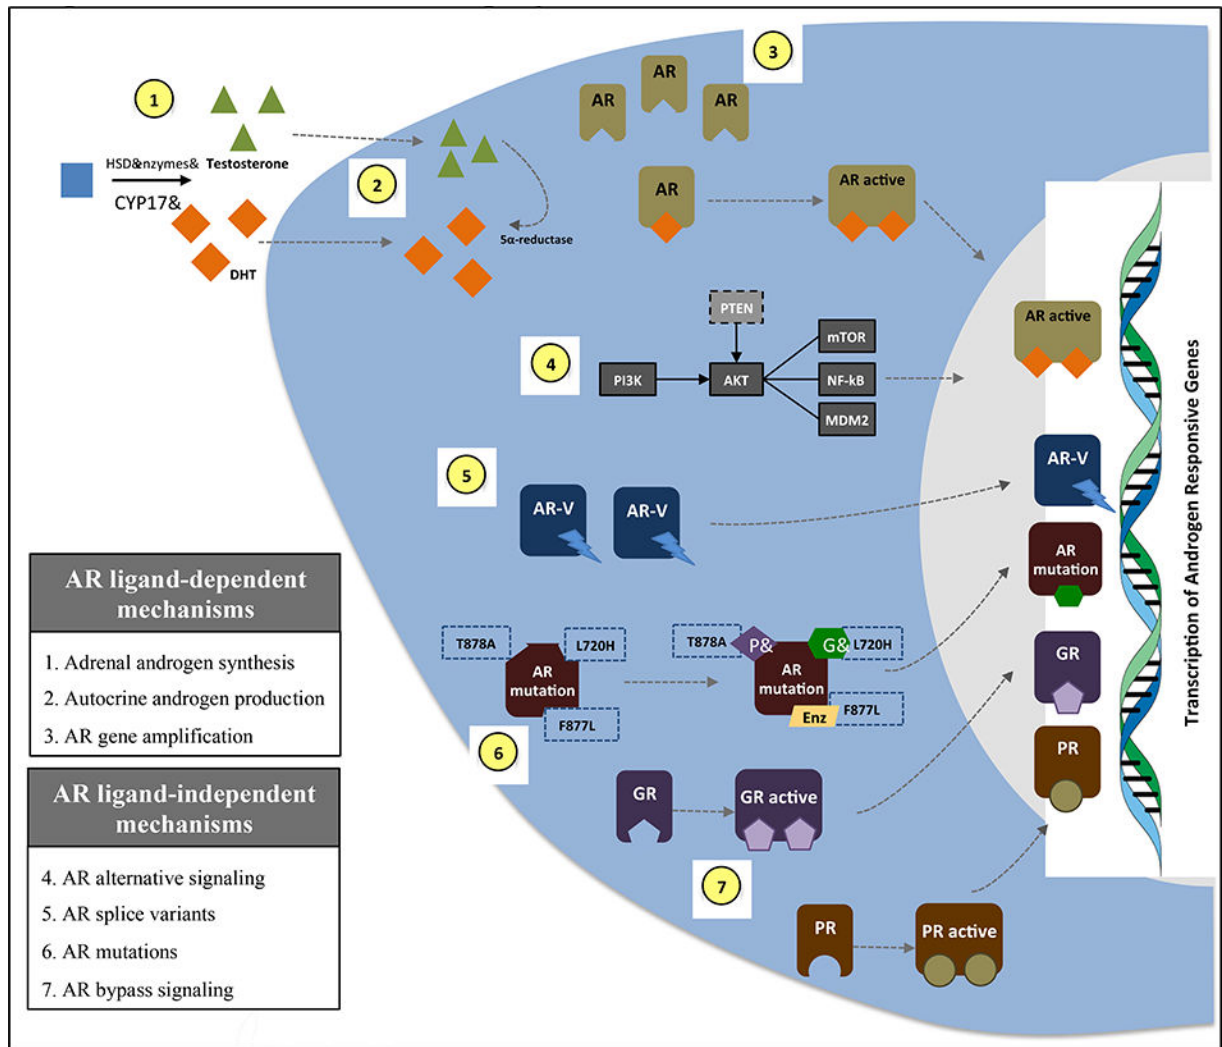 1
3
AR
AR
AR
HSD&enzymes&
Testosterone
CYP17&
2
DHT
5α-reductase
AR
AR active
PTEN
4
PI3K
AKT
mTOR
NF-kB
MDM2
AR active
5
AR-V
AR-V
AR-V
AR
mutation
T878A
L720H
AR
mutation
F877L
T878A
P&
G&
L720H
AR
mutation
F877L
Enz
6
GR
GR active
GR
7
PR
PR active
PR
Transcription of Androgen Responsive Genes
AR ligand-dependent
mechanisms
1. Adrenal androgen synthesis
2. Autocrine androgen production
3. AR gene amplification
AR ligand-independent
mechanisms
4. AR alternative signaling
5. AR splice variants
6. AR mutations
7. AR bypass signaling